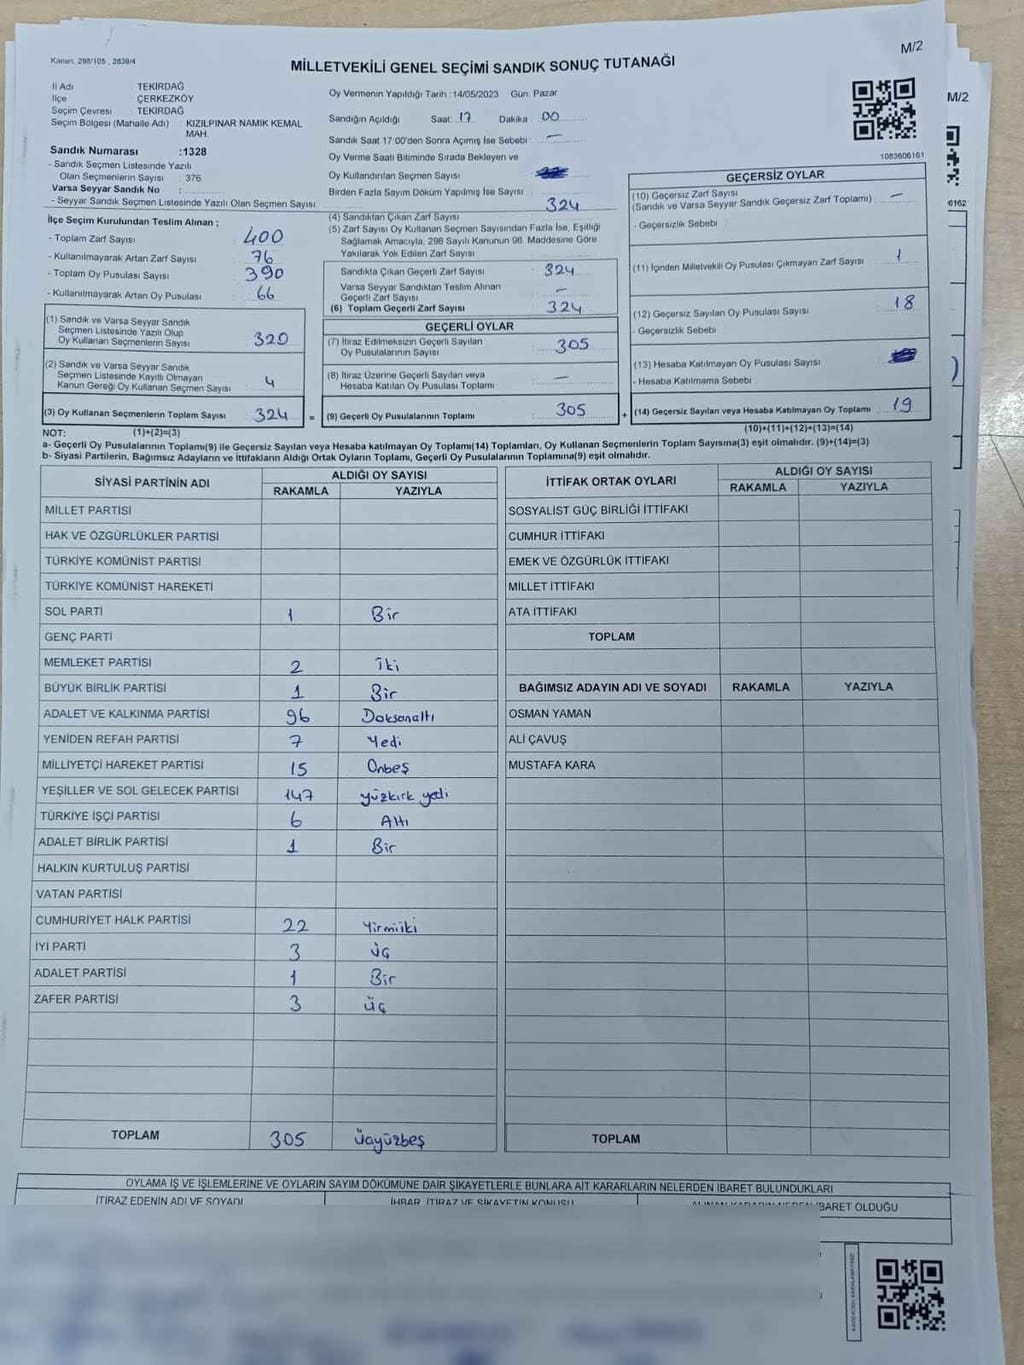 Kanun: 298/105 , 2839/4
M/2
MİLLETVEKİLİ GENEL SEÇİMİ SANDIK SONUÇ TUTANAĞI
İl Adı TEKİRDAĞ
İlçe ÇERKEZKÖY
Seçim Çevresi TEKİRDAĞ
Seçim Bölgesi (Mahalle Adı) KIZILPINAR NAMIK KEMAL
MAH.
Sandık Numarası :1328
- Sandık Seçmen Listesinde Yazılı
Olan Seçmenlerin Sayısı : 376
Varsa Seyyar Sandık No :
- Seyyar Sandık Seçmen Listesinde Yazılı Olan Seçmen Sayısı
Oy Vermenin Yapıldığı Tarih : 14/05/2023 Gün: Pazar
Sandığın Açıldığı Saat: 17 Dakika : 00
Sandık Saat 17:00'den Sonra Açımış İse Sebebi : —
Oy Verme Saati Bitiminde Sırada Bekleyen ve
Oy Kullandırılan Seçmen Sayısı
Birden Fazla Sayım Döküm Yapılmış İse Sayısı
1083606161
İlçe Seçim Kurulundan Teslim Alınan ;
- Toplam Zarf Sayısı 400
- Kullanılmayarak Artan Zarf Sayısı 76
- Toplam Oy Pusulası Sayısı 390
- Kullanılmayarak Artan Oy Pusulası 66
(1) Sandık ve Varsa Seyyar Sandık
Seçmen Listesinde Yazılı Olup
Oy Kullanan Seçmenlerin Sayısı 320
(2) Sandık ve Varsa Seyyar Sandık
Seçmen Listesinde Kayıtlı Olmayan
Kanun Gereği Oy Kullanan Seçmen Sayısı 4
(3) Oy Kullanan Seçmenlerin Toplam Sayısı 324 =
(4) Sandıktan Çıkan Zarf Sayısı 324
(5) Zarf Sayısı Oy Kullanan Seçmen Sayısından Fazla İse, Eşitliği
Sağlamak Amacıyla, 298 Sayılı Kanunun 98. Maddesine Göre
Yakılarak Yok Edilen Zarf Sayısı
Sandıkta Çıkan Geçerli Zarf Sayısı 324
Varsa Seyyar Sandıktan Teslim Alınan
Geçerli Zarf Sayısı —
(6) Toplam Geçerli Zarf Sayısı 324
GEÇERLİ OYLAR
(7) İtiraz Edilmeksizin Geçerli Sayılan
Oy Pusulalarının Sayısı 305
(8) İtiraz Üzerine Geçerli Sayılan veya
Hesaba Katılan Oy Pusulası Toplamı —
(9) Geçerli Oy Pusulalarının Toplamı 305 +
GEÇERSİZ OYLAR
(10) Geçersiz Zarf Sayısı —
(Sandık ve Varsa Seyyar Sandık Geçersiz Zarf Toplamı)
- Geçersizlik Sebebi
(11) İçinden Milletvekili Oy Pusulası Çıkmayan Zarf Sayısı 1
(12) Geçersiz Sayılan Oy Pusulası Sayısı 18
- Geçersizlik Sebebi
(13) Hesaba Katılmayan Oy Pusulası Sayısı
- Hesaba Katılmama Sebebi
(14) Geçersiz Sayılan veya Hesaba Katılmayan Oy Toplamı 19
NOT: (1)+(2)=(3) (10)+(11)+(12)+(13)=(14)
a- Geçerli Oy Pusulalarının Toplamı(9) ile Geçersiz Sayılan veya Hesaba katılmayan Oy Toplamı(14) Toplamları, Oy Kullanan Seçmenlerin Toplam Sayısına(3) eşit olmalıdır. (9)+(14)=(3)
b- Siyasi Partilerin, Bağımsız Adayların ve İttifakların Aldığı Ortak Oyların Toplamı, Geçerli Oy Pusulalarının Toplamına(9) eşit olmalıdır.
SİYASİ PARTİNİN ADI ALDIĞI OY SAYISI
RAKAMLA YAZIYLA
MİLLET PARTİSİ
HAK VE ÖZGÜRLÜKLER PARTİSİ
TÜRKİYE KOMÜNİST PARTİSİ
TÜRKİYE KOMÜNİST HAREKETİ
SOL PARTİ 1 Bir
GENÇ PARTİ
MEMLEKET PARTİSİ 2 İki
BÜYÜK BİRLİK PARTİSİ 1 Bir
ADALET VE KALKINMA PARTİSİ 96 Doksanaltı
YENİDEN REFAH PARTİSİ 7 Yedi
MİLLİYETÇİ HAREKET PARTİSİ 15 Onbeş
YEŞİLLER VE SOL GELECEK PARTİSİ 147 yüzkırk yedi
TÜRKİYE İŞÇİ PARTİSİ 6 Altı
ADALET BİRLİK PARTİSİ 1 Bir
HALKIN KURTULUŞ PARTİSİ
VATAN PARTİSİ
CUMHURİYET HALK PARTİSİ 22 Yirmiiki
İYİ PARTİ 3 üç
ADALET PARTİSİ 1 Bir
ZAFER PARTİSİ 3 üç
TOPLAM 305 üçyüzbeş
İTTİFAK ORTAK OYLARI ALDIĞI OY SAYISI
RAKAMLA YAZIYLA
SOSYALİST GÜÇ BİRLİĞİ İTTİFAKI
CUMHUR İTTİFAKI
EMEK VE ÖZGÜRLÜK İTTİFAKI
MİLLET İTTİFAKI
ATA İTTİFAKI
TOPLAM
BAĞIMSIZ ADAYIN ADI VE SOYADI RAKAMLA YAZIYLA
OSMAN YAMAN
ALİ ÇAVUŞ
MUSTAFA KARA
TOPLAM
OYLAMA İŞ VE İŞLEMLERİNE VE OYLARIN SAYIM DÖKÜMÜNE DAİR ŞİKAYETLERLE BUNLARA AİT KARARLARIN NELERDEN İBARET BULUNDUKLARI
İTİRAZ EDENİN ADI VE SOYADI İHBAR, İTİRAZ VE ŞİKAYETİN KONUSU İBARET OLDUĞU
M/2
6162